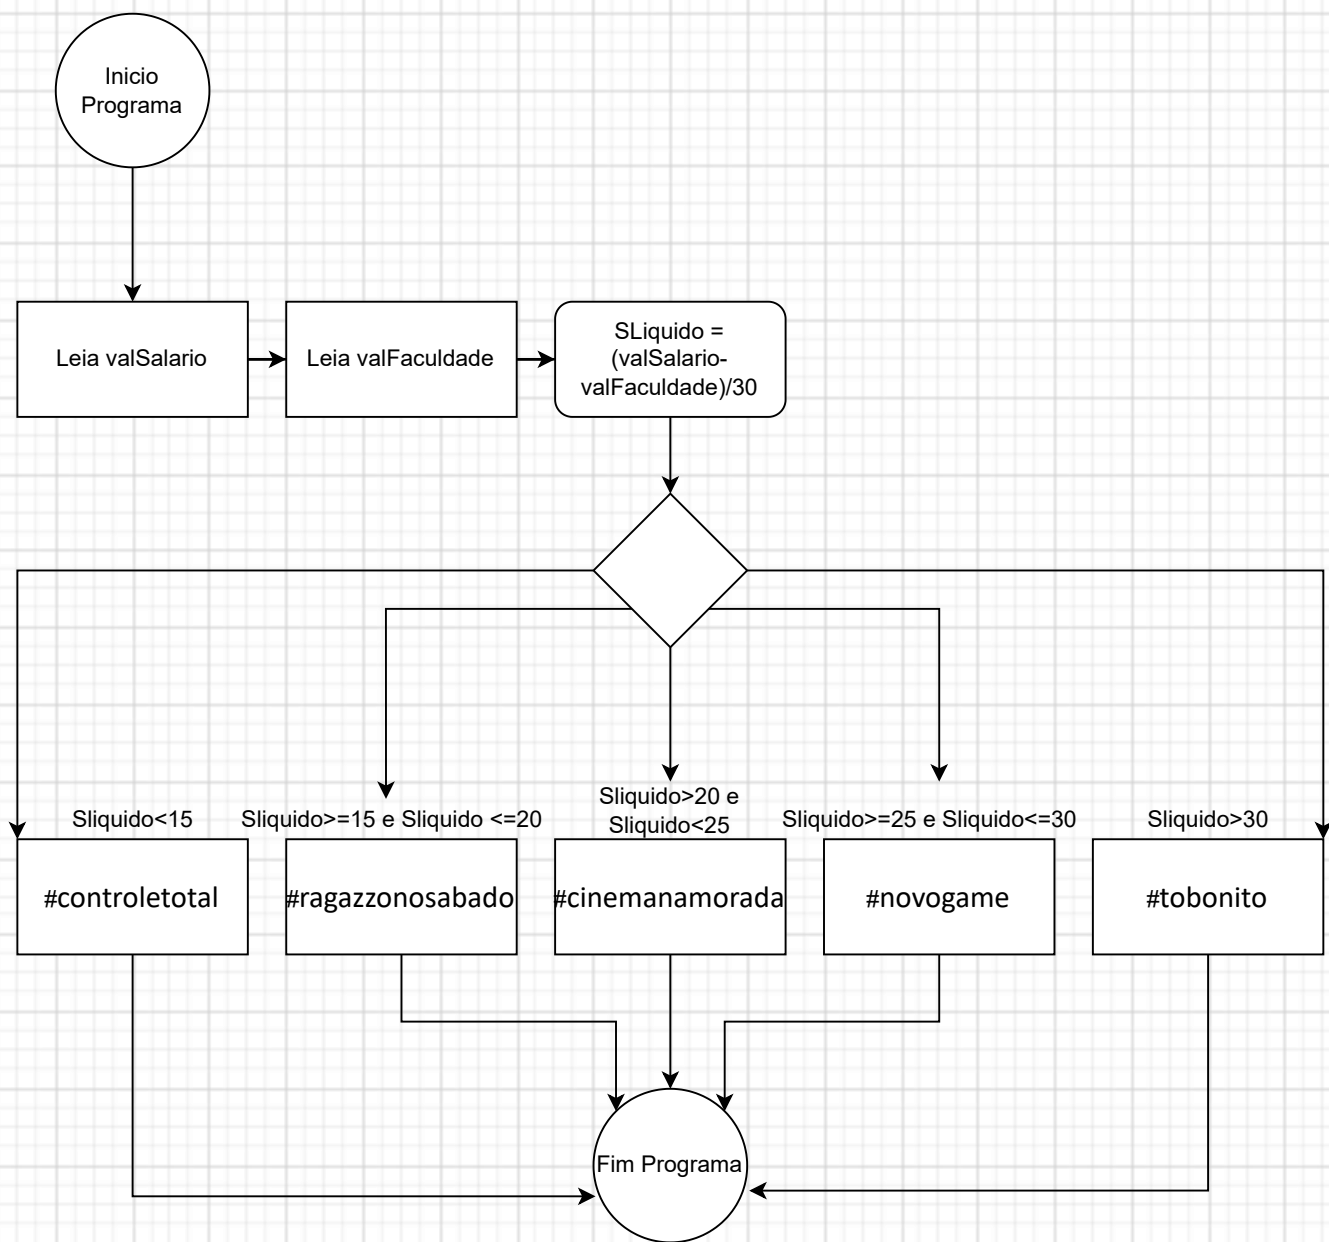 Inicio
Programa
Leia valSalario
Leia valFaculdade
SLiquido =
(valSalario-
valFaculdade)/30
Sliquido<15
Sliquido>=15 e Sliquido <=20
Sliquido>20 e
Sliquido<25
Sliquido>=25 e Sliquido<=30
Sliquido>30
#controletotal
#ragazzonosabado
#cinemanamorada
#novogame
#tobonito
Fim Programa